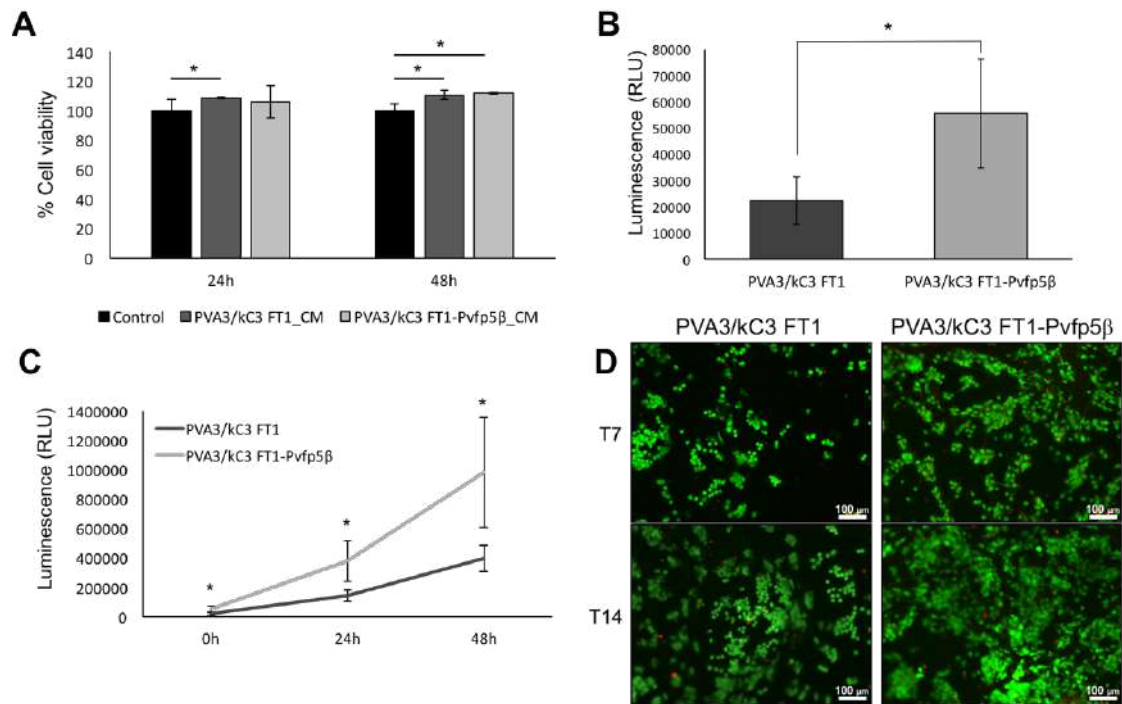 A
% Cell viability
140
120
100
80
60
40
20
0
*
*
*
24h
48h
Control
PVA3/kC3 FT1_CM
PVA3/kC3 FT1-Pvfp5β_CM
B
Luminescence (RLU)
80000
70000
60000
50000
40000
30000
20000
10000
0
*
PVA3/kC3 FT1
PVA3/kC3 FT1-Pvfp5β
C
Luminescence (RLU)
1400000
1200000
1000000
800000
600000
400000
200000
0
PVA3/kC3 FT1
PVA3/kC3 FT1-Pvfp5β
*
*
*
0h
24h
48h
D
PVA3/kC3 FT1
PVA3/kC3 FT1-Pvfp5β
T7
100 µm
100 µm
T14
100 µm
100 µm